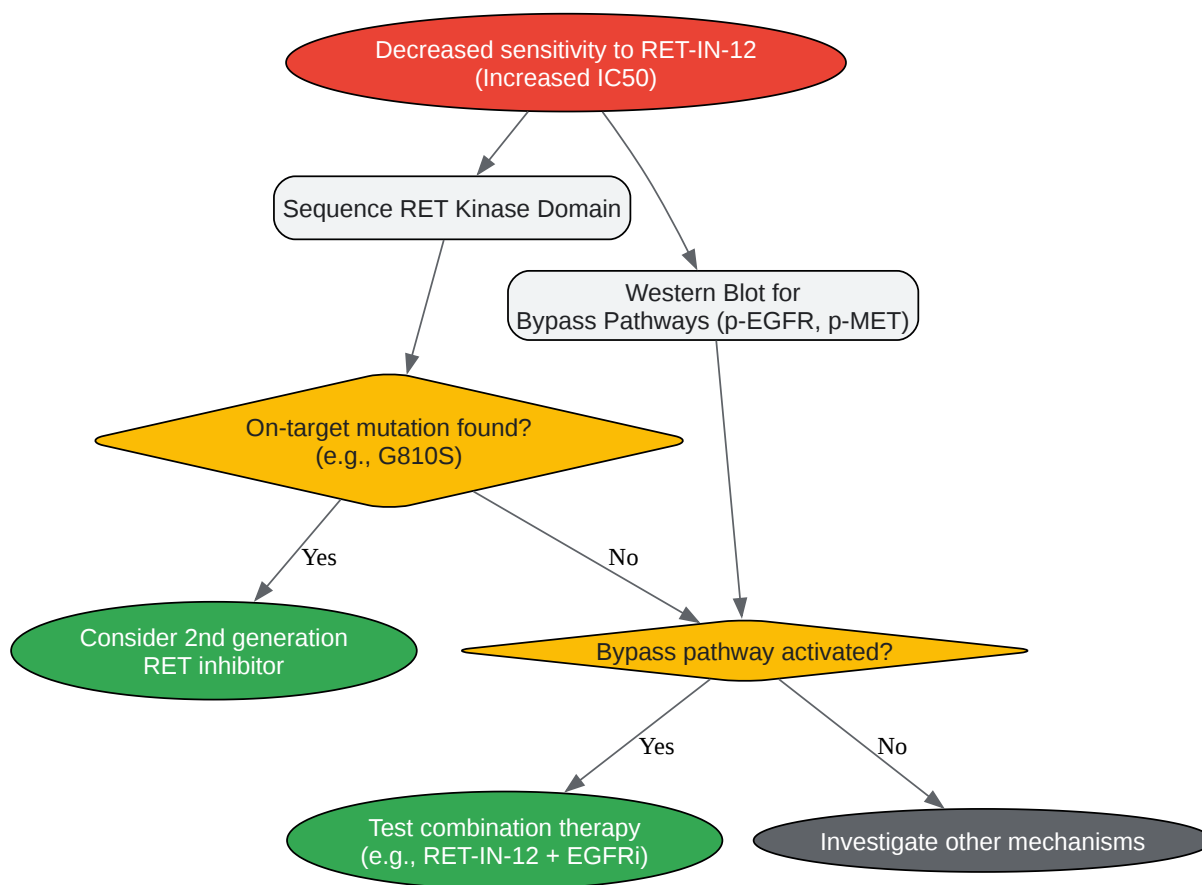 Decreased sensitivity to RET-IN-12
(Increased IC50)
Sequence RET Kinase Domain
Western Blot for
Bypass Pathways (p-EGFR, p-MET)
On-target mutation found?
(e.g., G810S)
Yes
No
Consider 2nd generation
RET inhibitor
Bypass pathway activated?
Yes
No
Test combination therapy
(e.g., RET-IN-12 + EGFRi)
Investigate other mechanisms